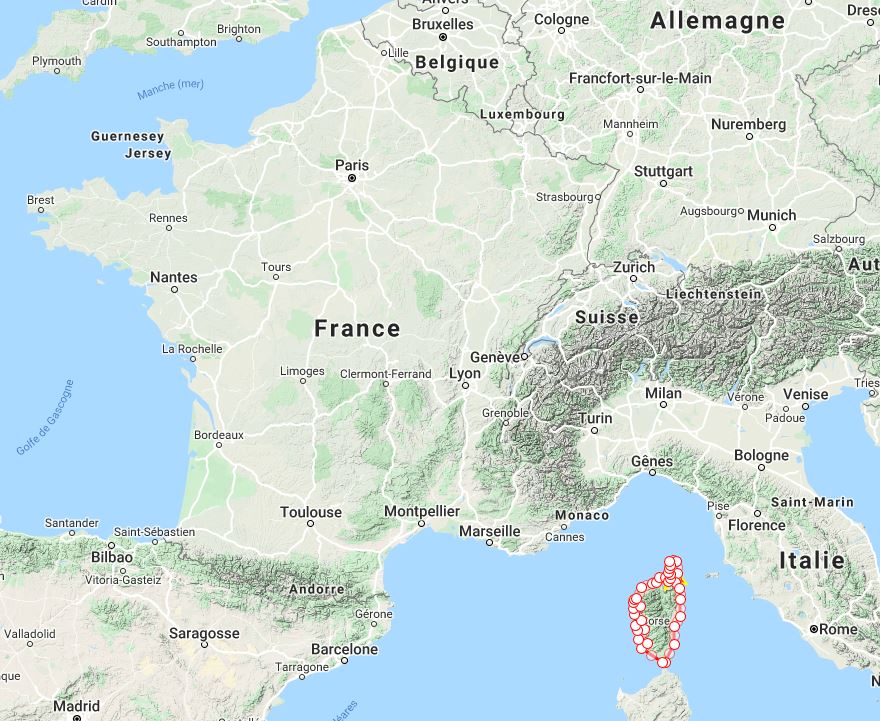 Cardiff
Anvers
Cologne
Allemagne
Dresde
Brighton
Southampton
Bruxelles
Lille
Belgique
Plymouth
Manche (mer)
Francfort-sur-le-Main
Luxembourg
Mannheim
Nuremberg
Guernesey
Jersey
Paris
Stuttgart
Strasbourg
Brest
Rennes
Augsbourg
Munich
Salzbourg
Tours
Nantes
Zurich
Aut
Liechtenstein
Suisse
France
La Rochelle
Genève
Limoges
Clermont-Ferrand
Lyon
Milan
Vérone
Venise
Tries
Golfe de Gascogne
Grenoble
Turin
Padoue
Bordeaux
Bologne
Gênes
Toulouse
Montpellier
Monaco
Pise
Saint-Marin
Santander
Saint-Sébastien
Marseille
Cannes
Florence
Bilbao
Italie
Vitoria-Gasteiz
Andorre
Gérone
orse
Valladolid
Saragosse
Rome
Barcelone
Tarragone
que
Madrid
léares
N